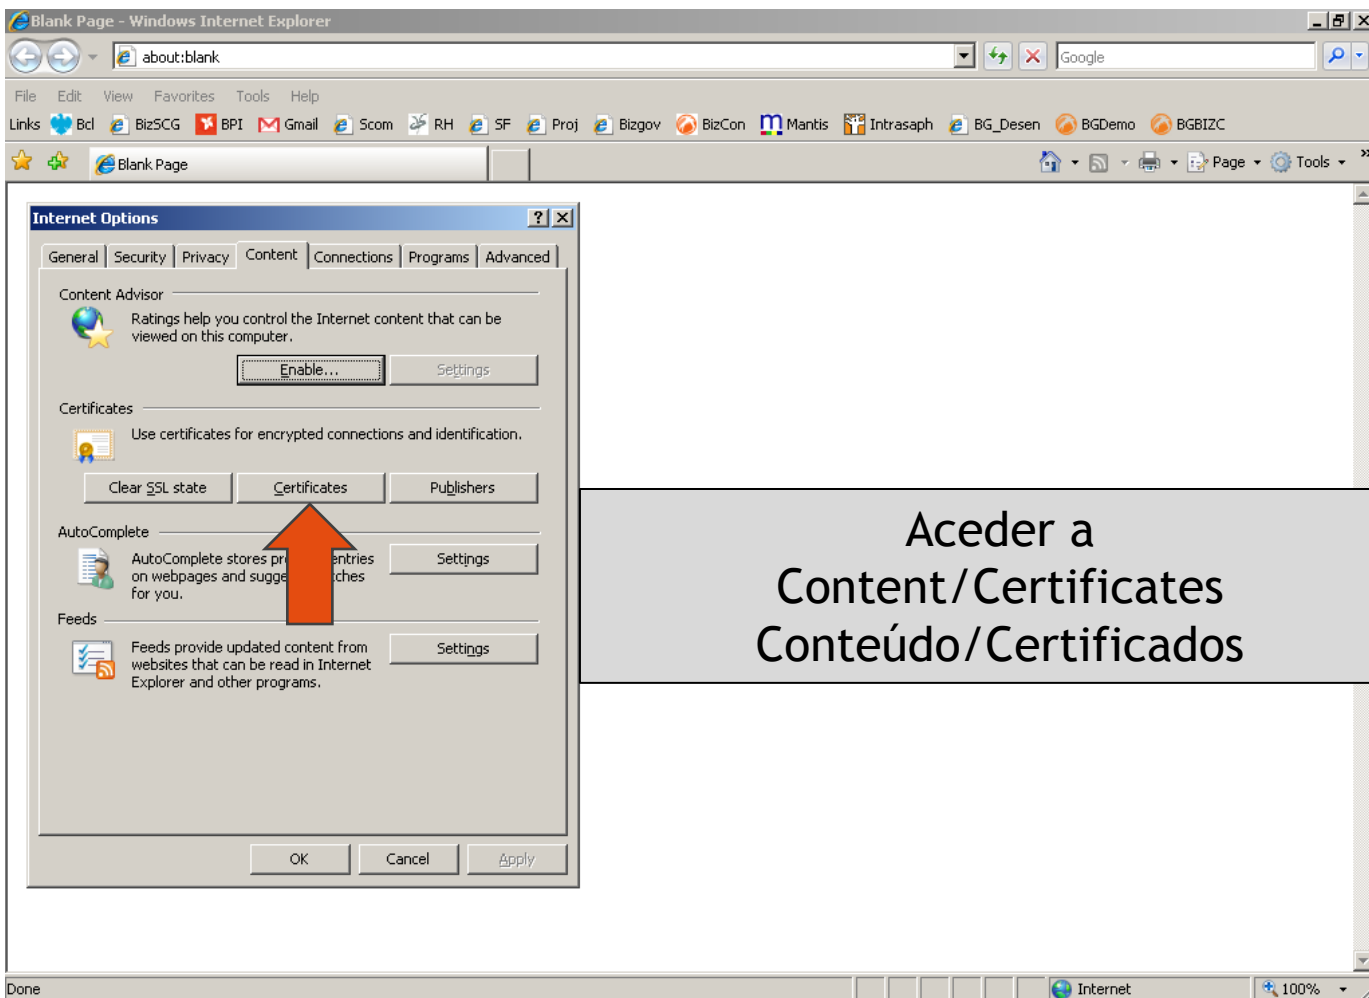 Blank Page - Windows Internet Explorer
about:blank
Google
File Edit View Favorites Tools Help
Links Bcl BizSCG BPI Gmail Scom RH SF Proj Bizgov BizCon Mantis Intrasaph BG_Desen BGDemo BGBIZC
Blank Page
Page Tools
Internet Options
General Security Privacy Content Connections Programs Advanced
Content Advisor
Ratings help you control the Internet content that can be
viewed on this computer.
Enable... Settings
Certificates
Use certificates for encrypted connections and identification.
Clear SSL state Certificates Publishers
AutoComplete
AutoComplete stores entries
on webpages and
for you.
Settings
Feeds
Feeds provide updated content from
websites that can be read in Internet
Explorer and other programs.
Settings
OK Cancel Apply
Aceder a
Content/Certificates
Conteúdo/Certificados
Done
Internet
100%